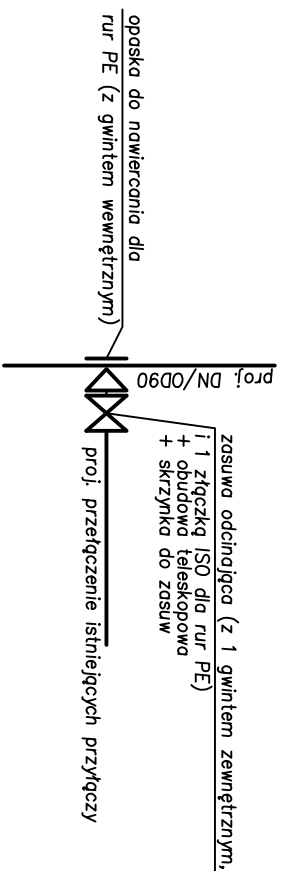 opaska do nawiercania dla
rur PE (z gwintem wewnętrznym)
proj. DN/OD90
zasuwa odcinająca (z 1 gwintem zewnętrznym,
i 1 złączką ISO dla rur PE)
+ obudowa teleskopowa
+ skrzynka do zasuw
proj. przełączenie istniejących przyłączy